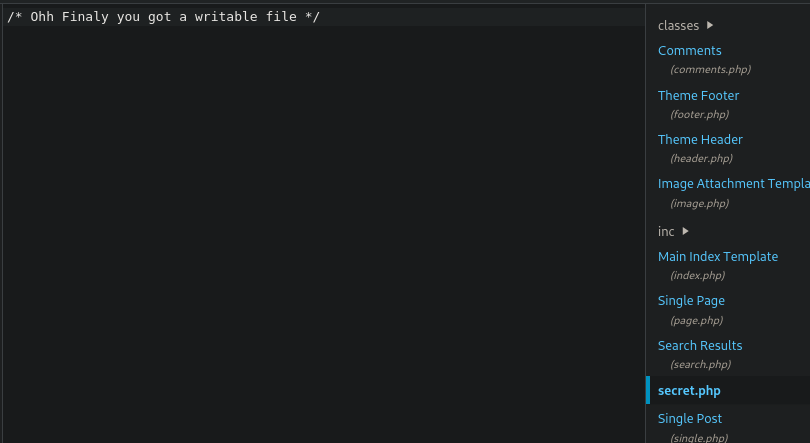 /* Ohh Finaly you got a writable file */
classes
Comments
(comments.php)
Theme Footer
(footer.php)
Theme Header
(header.php)
Image Attachment
(image.php)
inc
Main Index Template
(index.php)
Single Page
(page.php)
Search Results
(search.php)
secret.php
Single Post
(single.php)